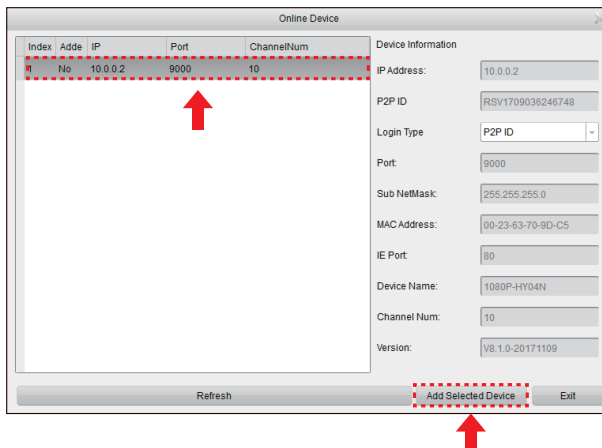 Online Device
Index Adde IP Port ChannelNum
1 No 10.0.0.2 9000 10
Device Information
IP Address: 10.0.0.2
P2P ID RSV1709036246748
Login Type P2P ID
Port: 9000
Sub NetMask: 255.255.255.0
MAC Address: 00-23-63-70-9D-C5
IE Port: 80
Device Name: 1080P-HY04N
Channel Num: 10
Version: V8.1.0-20171109
Refresh Add Selected Device Exit